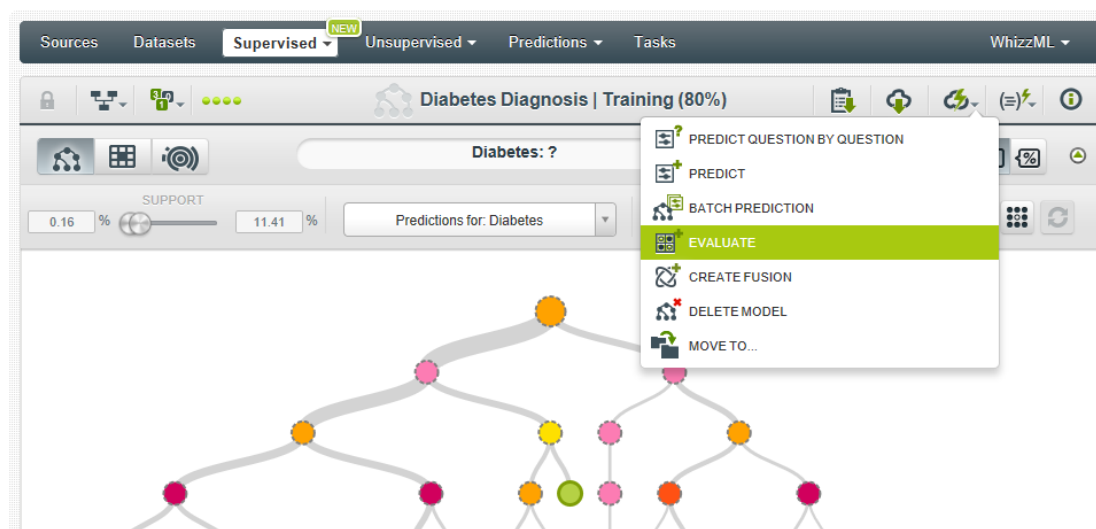 NEW
Sources Datasets Supervised Unsupervised Predictions Tasks WhizzML
Diabetes Diagnosis | Training (80%)
PREDICT QUESTION BY QUESTION
Diabetes: ?
PREDICT
SUPPORT
0.16 % 11.41 % Predictions for: Diabetes
BATCH PREDICTION
EVALUATE
CREATE FUSION
DELETE MODEL
MOVE TO...